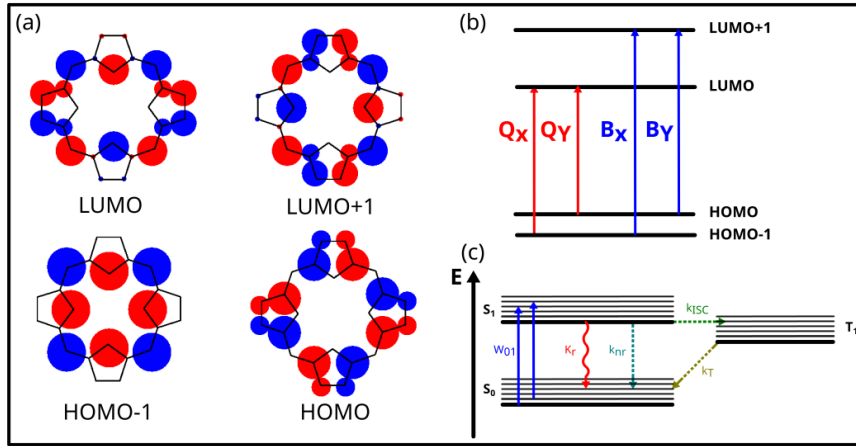 (a)
LUMO
LUMO+1
HOMO-1
HOMO
(b)
LUMO+1
LUMO
Qx QY Bx BY
HOMO
HOMO-1
(c)
E
S1
kISC
T1
W01
Kr
knr
kT
S0